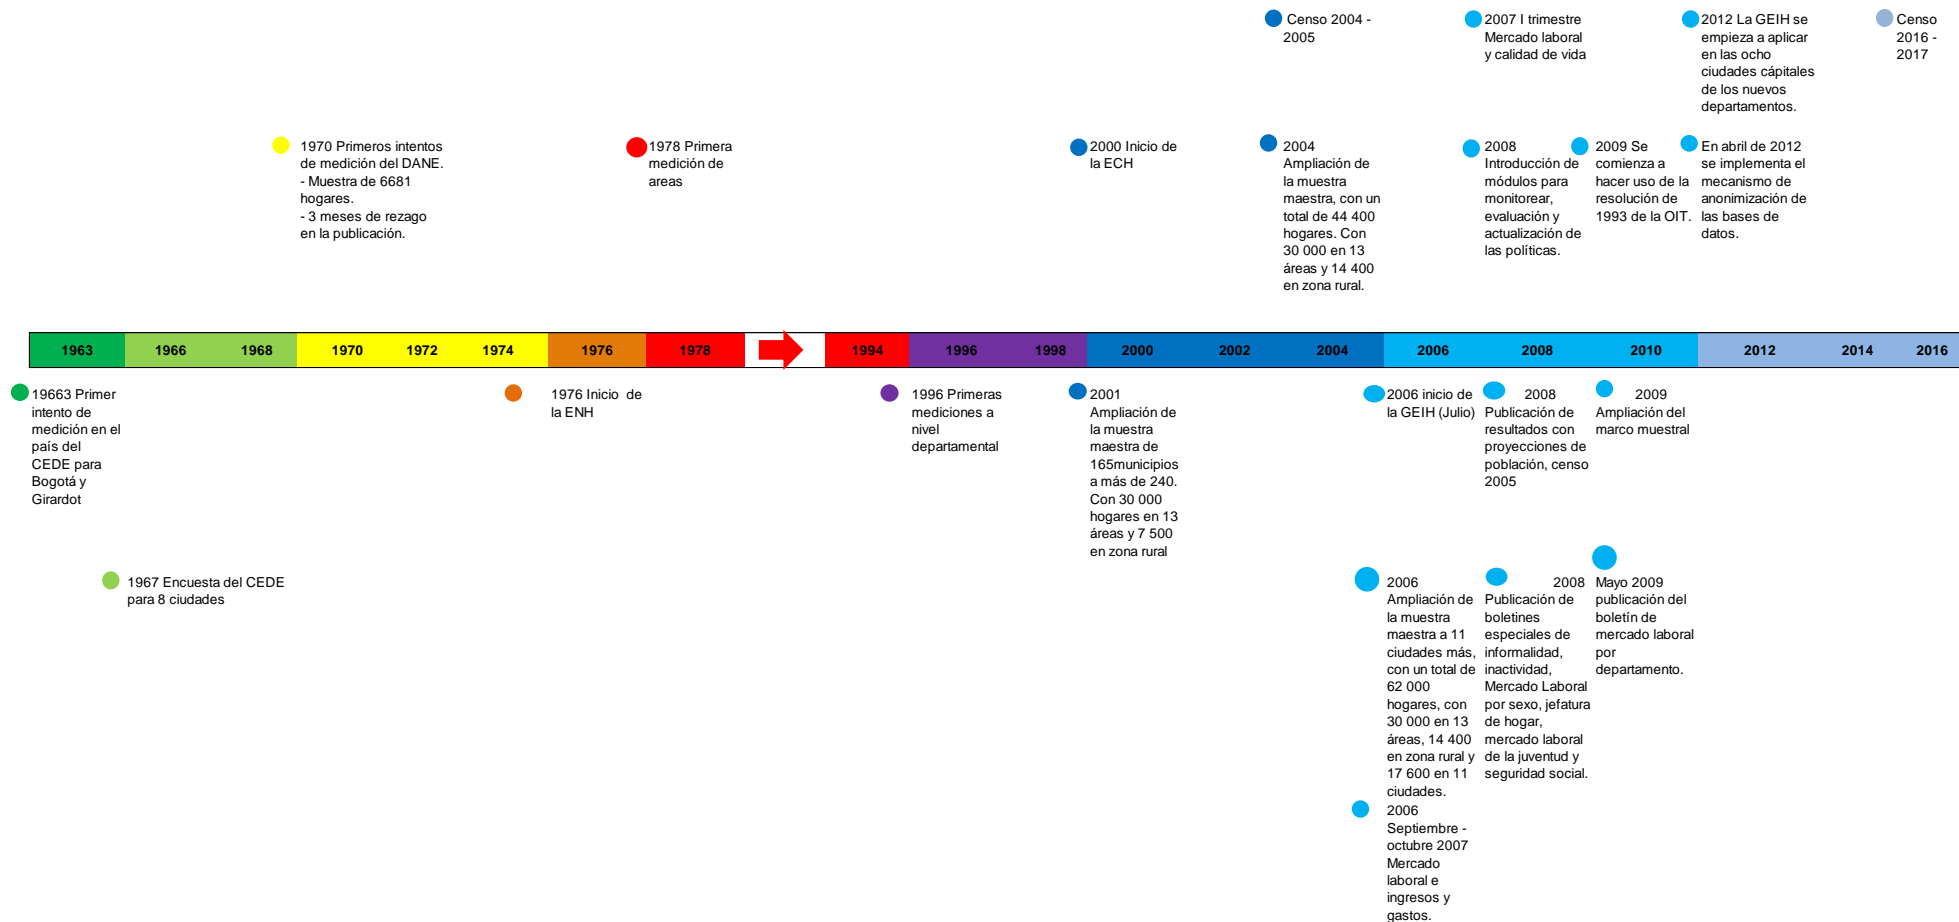 Censo 2004 -
2005
2007 I trimestre
Mercado laboral
y calidad de vida
2012 La GEIH se
empieza a aplicar
en las ocho
ciudades cápitales
de los nuevos
departamentos.
Censo
2016 -
2017
1970 Primeros intentos
de medición del DANE.
- Muestra de 6681
hogares.
- 3 meses de rezago
en la publicación.
1978 Primera
medición de
areas
2000 Inicio de
la ECH
2004
Ampliación de
la muestra
maestra, con un
total de 44 400
hogares. Con
30 000 en 13
áreas y 14 400
en zona rural.
2008
Introducción de
módulos para
monitorear,
evaluación y
actualización de
las políticas.
2009 Se
comienza a
hacer uso de la
resolución de
1993 de la OIT.
En abril de 2012
se implementa el
mecanismo de
anonimización de
las bases de
datos.
1963 1966 1968 1970 1972 1974 1976 1978 1994 1996 1998 2000 2002 2004 2006 2008 2010 2012 2014 2016
19663 Primer
intento de
medición en el
país del
CEDE para
Bogotá y
Girardot
1976 Inicio de
la ENH
1996 Primeras
mediciones a
nivel
departamental
2001
Ampliación de
la muestra
maestra de
165municipios
a más de 240.
Con 30 000
hogares en 13
áreas y 7 500
en zona rural
2006 inicio de
la GEIH (Julio)
2008
Publicación de
resultados con
proyecciones de
población, censo
2005
2009
Ampliación del
marco muestral
1967 Encuesta del CEDE
para 8 ciudades
2006
Ampliación de
la muestra
maestra a 11
ciudades más,
con un total de
62 000
hogares, con
30 000 en 13
áreas, 14 400
en zona rural y
17 600 en 11
ciudades.
2008
Publicación de
boletines
especiales de
informalidad,
inactividad,
Mercado Laboral
por sexo, jefatura
de hogar,
mercado laboral
de la juventud y
seguridad social.
Mayo 2009
publicación del
boletín de
mercado laboral
por
departamento.
2006
Septiembre -
octubre 2007
Mercado
laboral e
ingresos y
gastos.